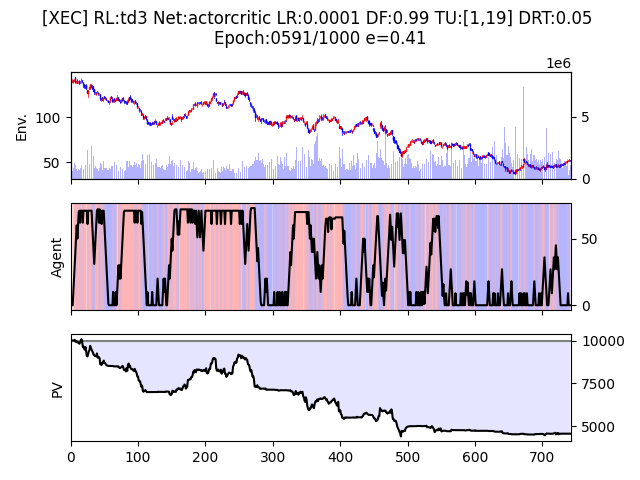 [XEC] RL:td3 Net:actorcritic LR:0.0001 DF:0.99 TU:[1,19] DRT:0.05
Epoch:0591/1000 e=0.41
1e6
Env.
100
50
5
0
Agent
50
0
PV
10000
7500
5000
0 100 200 300 400 500 600 700